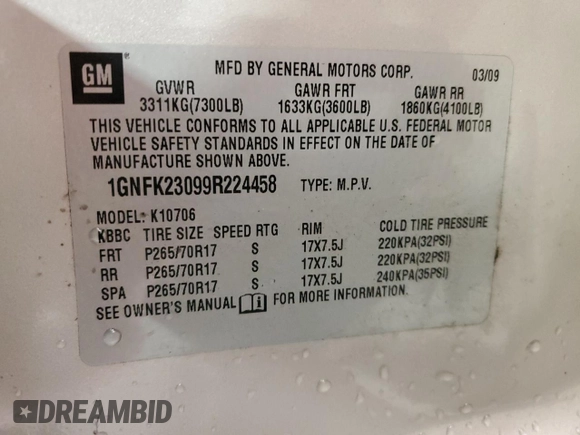 GM
MFD BY GENERAL MOTORS CORP. 03/09
GVWR GAWR FRT GAWR RR
3311KG(7300LB) 1633KG(3600LB) 1860KG(4100LB)
THIS VEHICLE CONFORMS TO ALL APPLICABLE U.S. FEDERAL MOTOR
VEHICLE SAFETY STANDARDS IN EFFECT ON THE DATE OF
MANUFACTURE SHOWN ABOVE.
1GNFK23099R224458 TYPE: M.P.V.
MODEL: K10706
KBBC TIRE SIZE SPEED RTG RIM COLD TIRE PRESSURE
FRT P265/70R17 S 17X7.5J 220KPA(32PSI)
RR P265/70R17 S 17X7.5J 220KPA(32PSI)
SPA P265/70R17 S 17X7.5J 240KPA(35PSI)
SEE OWNER'S MANUAL FOR MORE INFORMATION.
DREAMBID